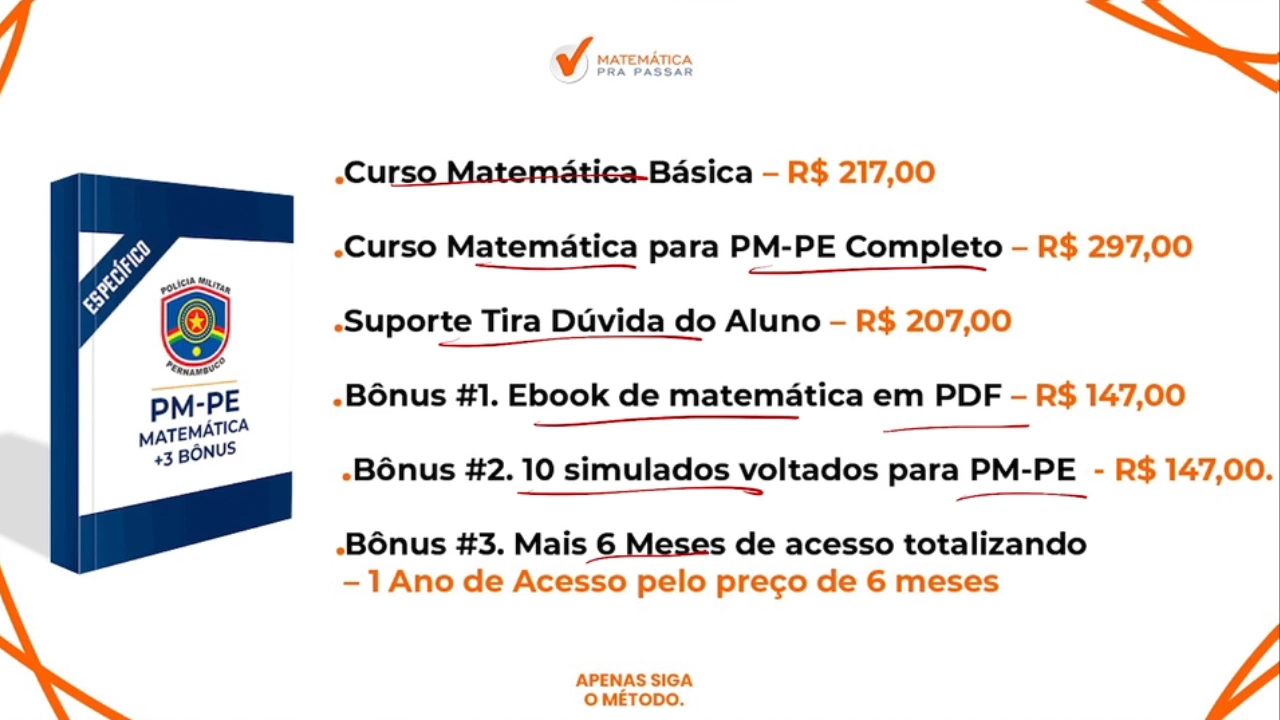 MATEMÁTICA
PRA PASSAR
.Curso Matemática Básica – R$ 217,00
.Curso Matemática para PM-PE Completo – R$ 297,00
.Suporte Tira Dúvida do Aluno – R$ 207,00
.Bônus #1. Ebook de matemática em PDF – R$ 147,00
.Bônus #2. 10 simulados voltados para PM-PE - R$ 147,00.
.Bônus #3. Mais 6 Meses de acesso totalizando
– 1 Ano de Acesso pelo preço de 6 meses
ESPECÍFICO
POLÍCIA MILITAR
PERNAMBUCO
PM-PE
MATEMÁTICA
+3 BÔNUS
APENAS SIGA
O MÉTODO.